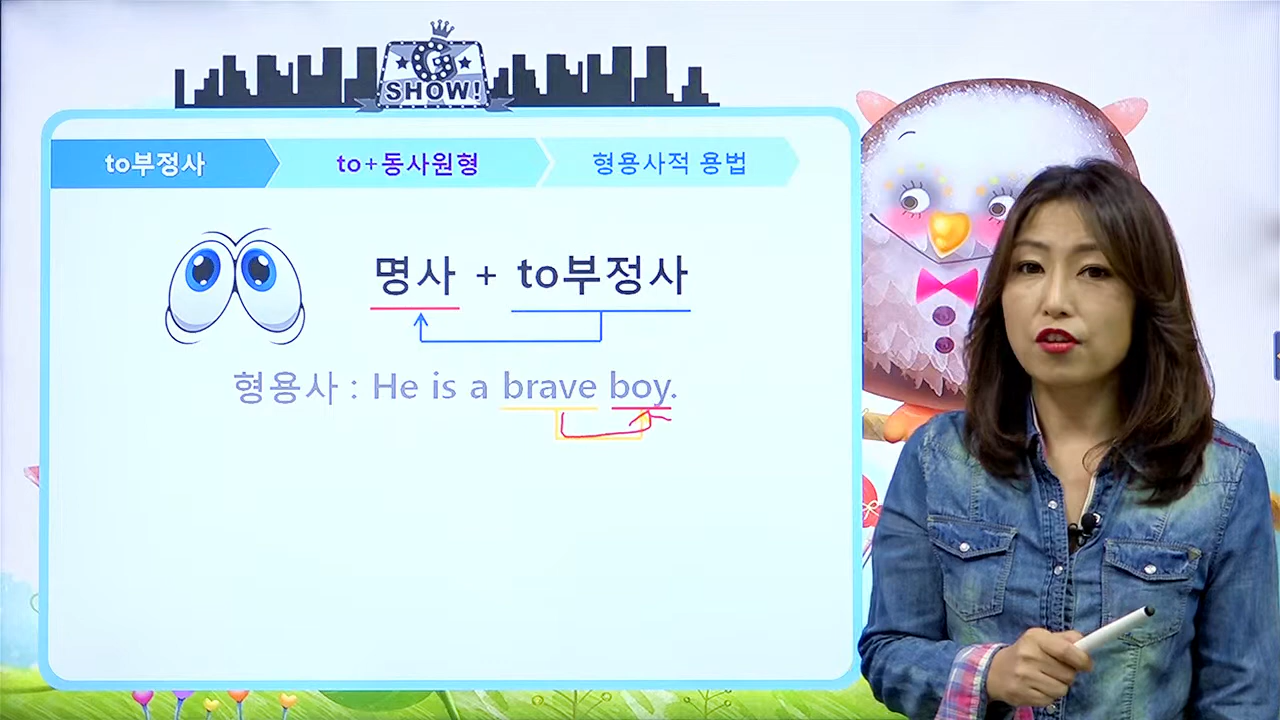 G
SHOW!
to부정사 to+동사원형 형용사적 용법
명사 + to부정사
형용사 : He is a brave boy.